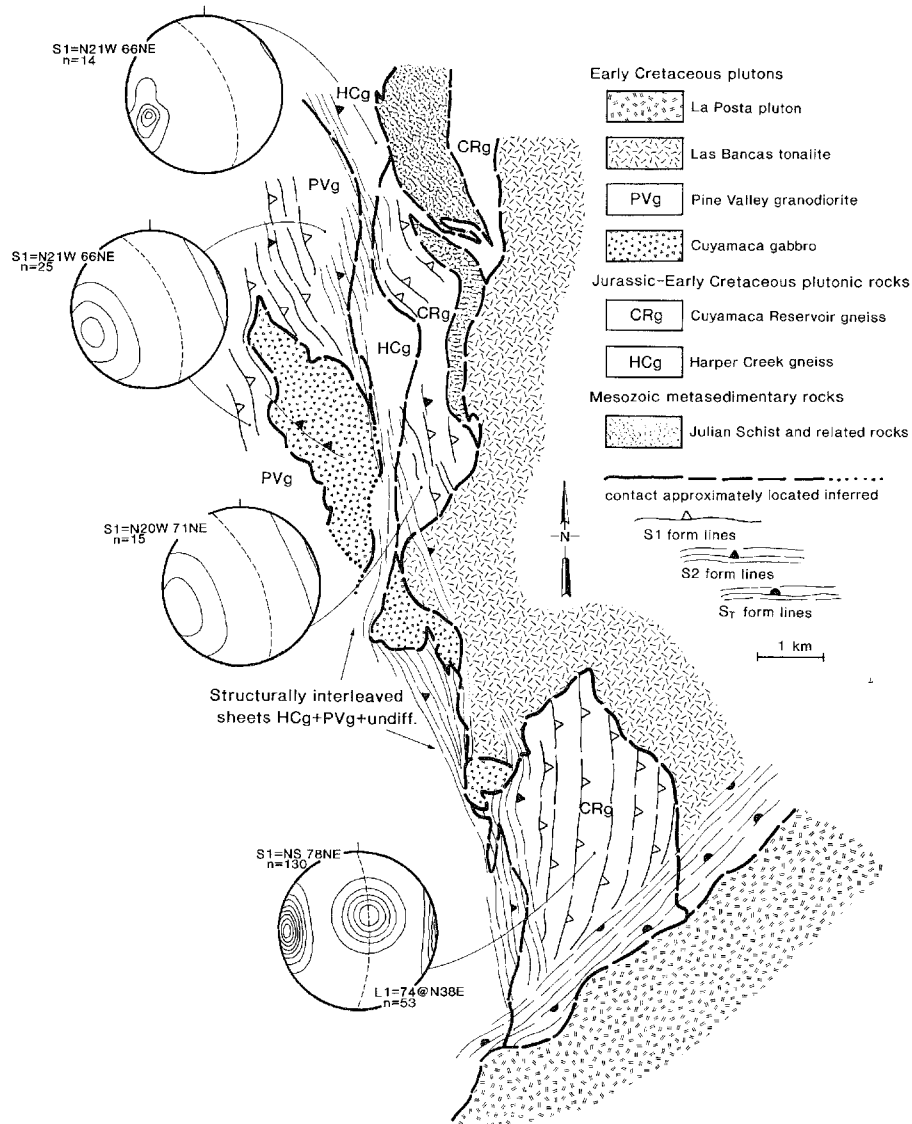 S1=N21W 66NE
n=14
HCg
CRg
PVg
S1=N21W 66NE
n=25
CRg
HCg
PVg
S1=N20W 71NE
n=15
Structurally interleaved
sheets HCg+PVg+undiff.
CRg
S1=NS 78NE
n=130
L1=74@N38E
n=53
N
Early Cretaceous plutons
La Posta pluton
Las Bancas tonalite
PVg Pine Valley granodiorite
Cuyamaca gabbro
Jurassic-Early Cretaceous plutonic rocks
CRg Cuyamaca Reservoir gneiss
HCg Harper Creek gneiss
Mesozoic metasedimentary rocks
Julian Schist and related rocks
contact approximately located inferred
S1 form lines
S2 form lines
ST form lines
1 km